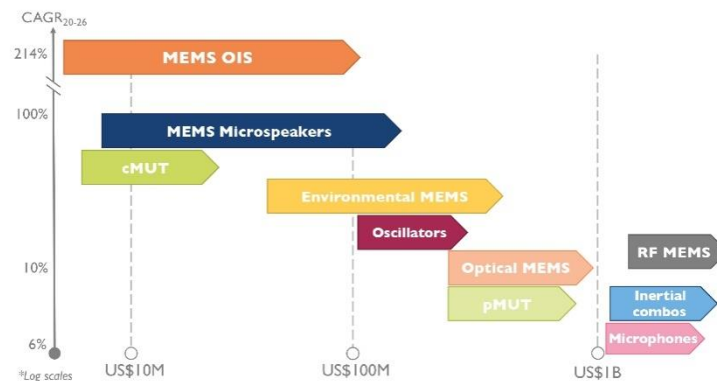 CAGR20-26
214%
MEMS OIS
100%
MEMS Microspeakers
cMUT
Environmental MEMS
Oscillators
RF MEMS
10%
Optical MEMS
pMUT
Inertial
combos
Microphones
6%
*Log scales
US$10M
US$100M
US$1B